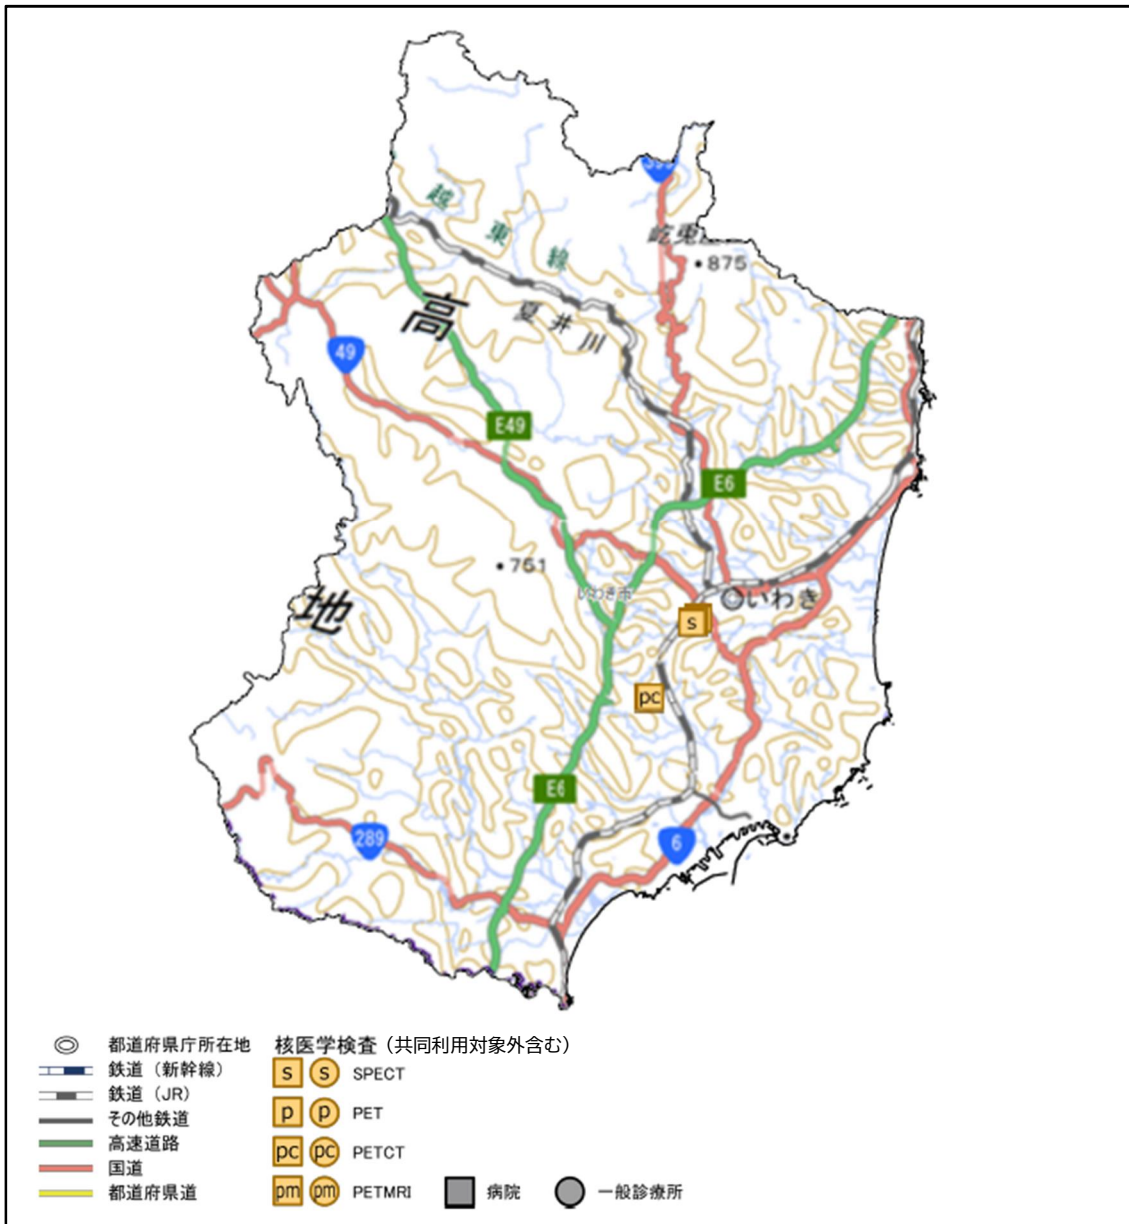 越東線
屹兎
875
高
夏井川
49
E49
E6
751
いわき市
いわき
地
s
pc
E6
289
6
都道府県庁所在地
鉄道（新幹線）
鉄道（JR）
その他鉄道
高速道路
国道
都道府県道
核医学検査（共同利用対象外含む）
s s SPECT
p p PET
pc pc PETCT
pm pm PETMRI
病院
一般診療所